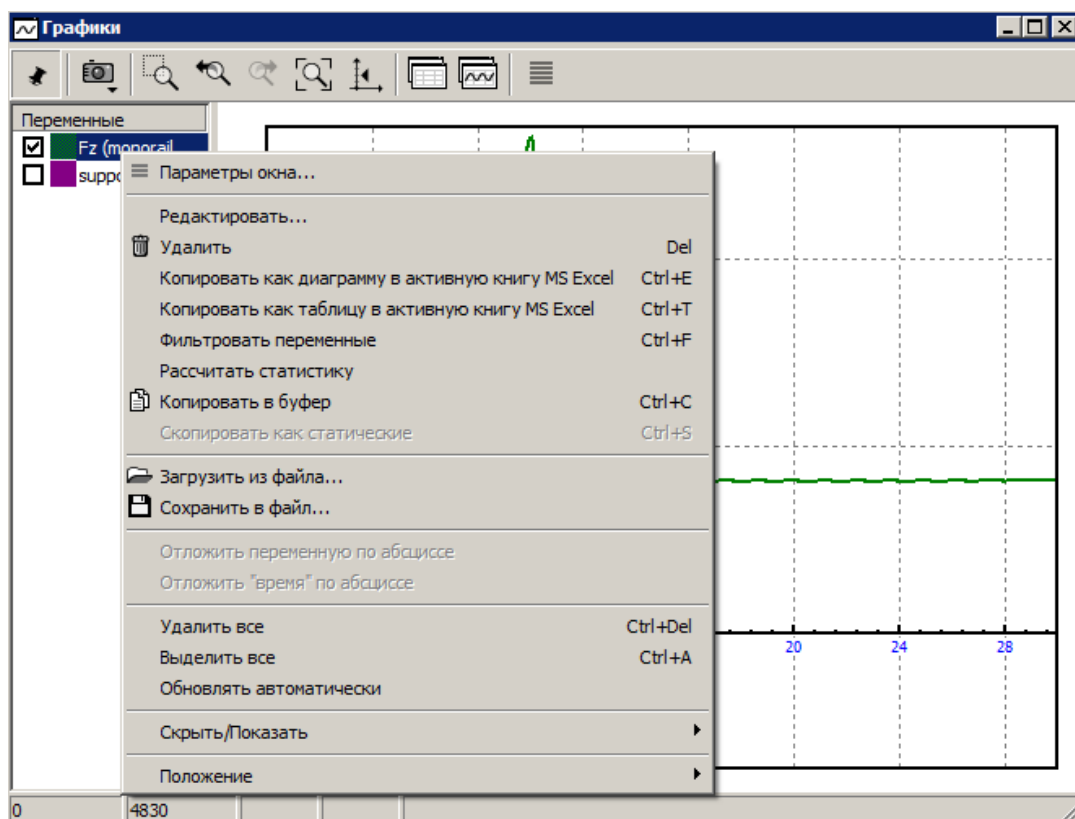 Графики
Переменные
Fz (monorail
Параметры окна...
Редактировать...
Удалить Del
Копировать как диаграмму в активную книгу MS Excel Ctrl+E
Копировать как таблицу в активную книгу MS Excel Ctrl+T
Фильтровать переменные Ctrl+F
Рассчитать статистику
Копировать в буфер Ctrl+C
Скопировать как статические Ctrl+S
Загрузить из файла...
Сохранить в файл...
Отложить переменную по абсциссе
Отложить "время" по абсциссе
Удалить все Ctrl+Del
Выделить все Ctrl+A
Обновлять автоматически
Скрыть/Показать
Положение
20 24 28
0 4830